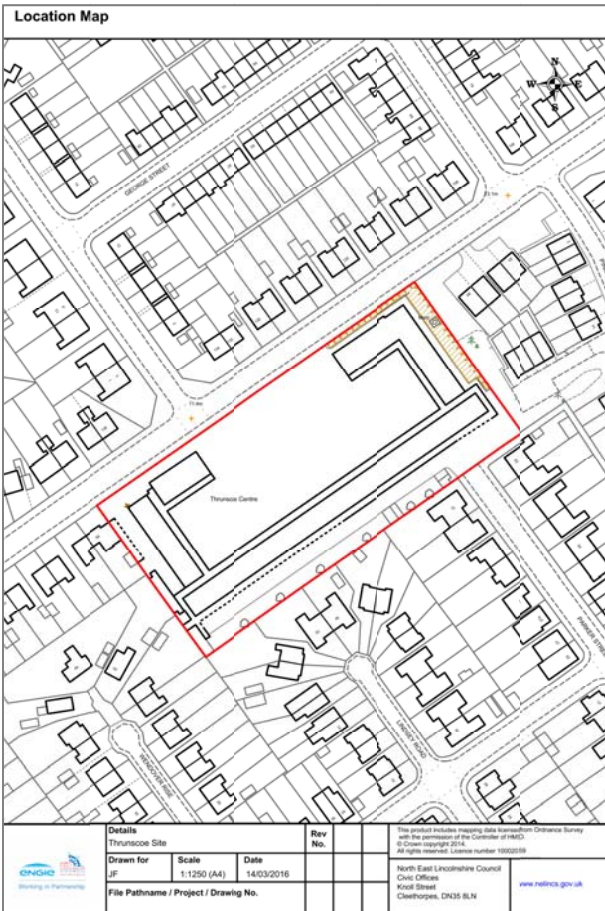 Location Map
N
W E
S
GEORGE STREET
Thrunscoe Centre
PARKER STREET
LINDSEY ROAD
WENDOVER RISE
engie
Working in Partnership
Details
Thrunscoe Site
Rev
No.
Drawn for
JF
Scale
1:1250 (A4)
Date
14/03/2016
File Pathname / Project / Drawing No.
This product includes mapping data licensed from Ordnance Survey
with the permission of the Controller of HMSO.
© Crown copyright 2014.
All rights reserved. Licence number 10002059
North East Lincolnshire Council
Civic Offices
Knoll Street
Cleethorpes, DN35 8LN
www.nelincs.gov.uk